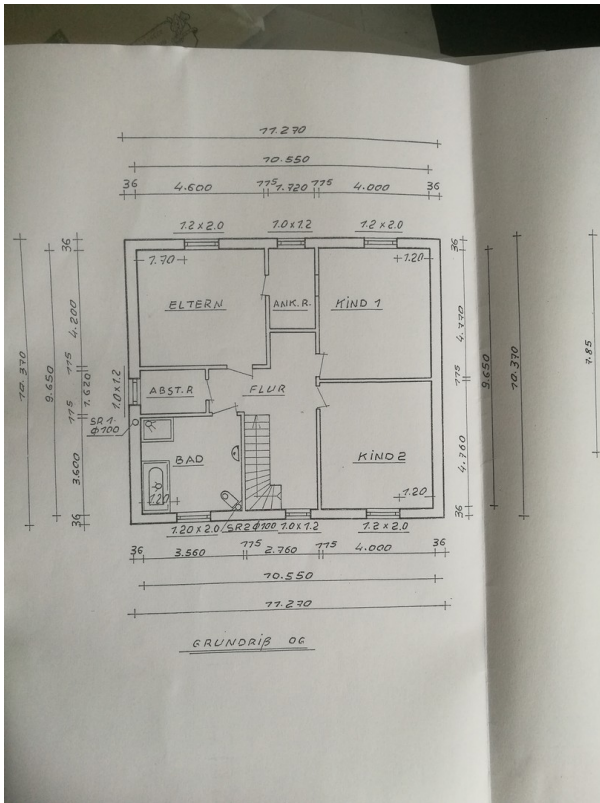 11.270
10.550
36 4.600 115 1.720 115 4.000 36
1.2 x 2.0 1.0 x 1.2 1.2 x 2.0
1.70 1.20
ELTERN ANK.R. KIND 1
ABST.R FLUR
BAD KIND 2
1.20 1.20
1.20 x 2.0 SR2 Φ100 1.0 x 1.2 1.2 x 2.0
36 3.560 115 2.760 115 4.000 36
10.550
11.270
GRUNDRIß OG
10.370
9.650
36 4.200 115 1.620 115 3.600 36
1.0 x 1.2
SR1-
Φ100
36 4.770 115 4.760 36
9.650
10.370
7.85